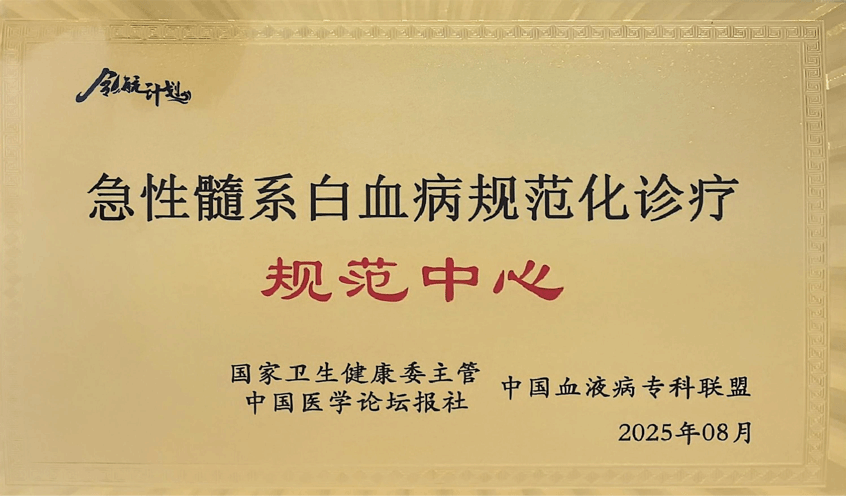 领航计划
急性髓系白血病规范化诊疗
规范中心
国家卫生健康委主管
中国医学论坛报社
中国血液病专科联盟
2025年08月